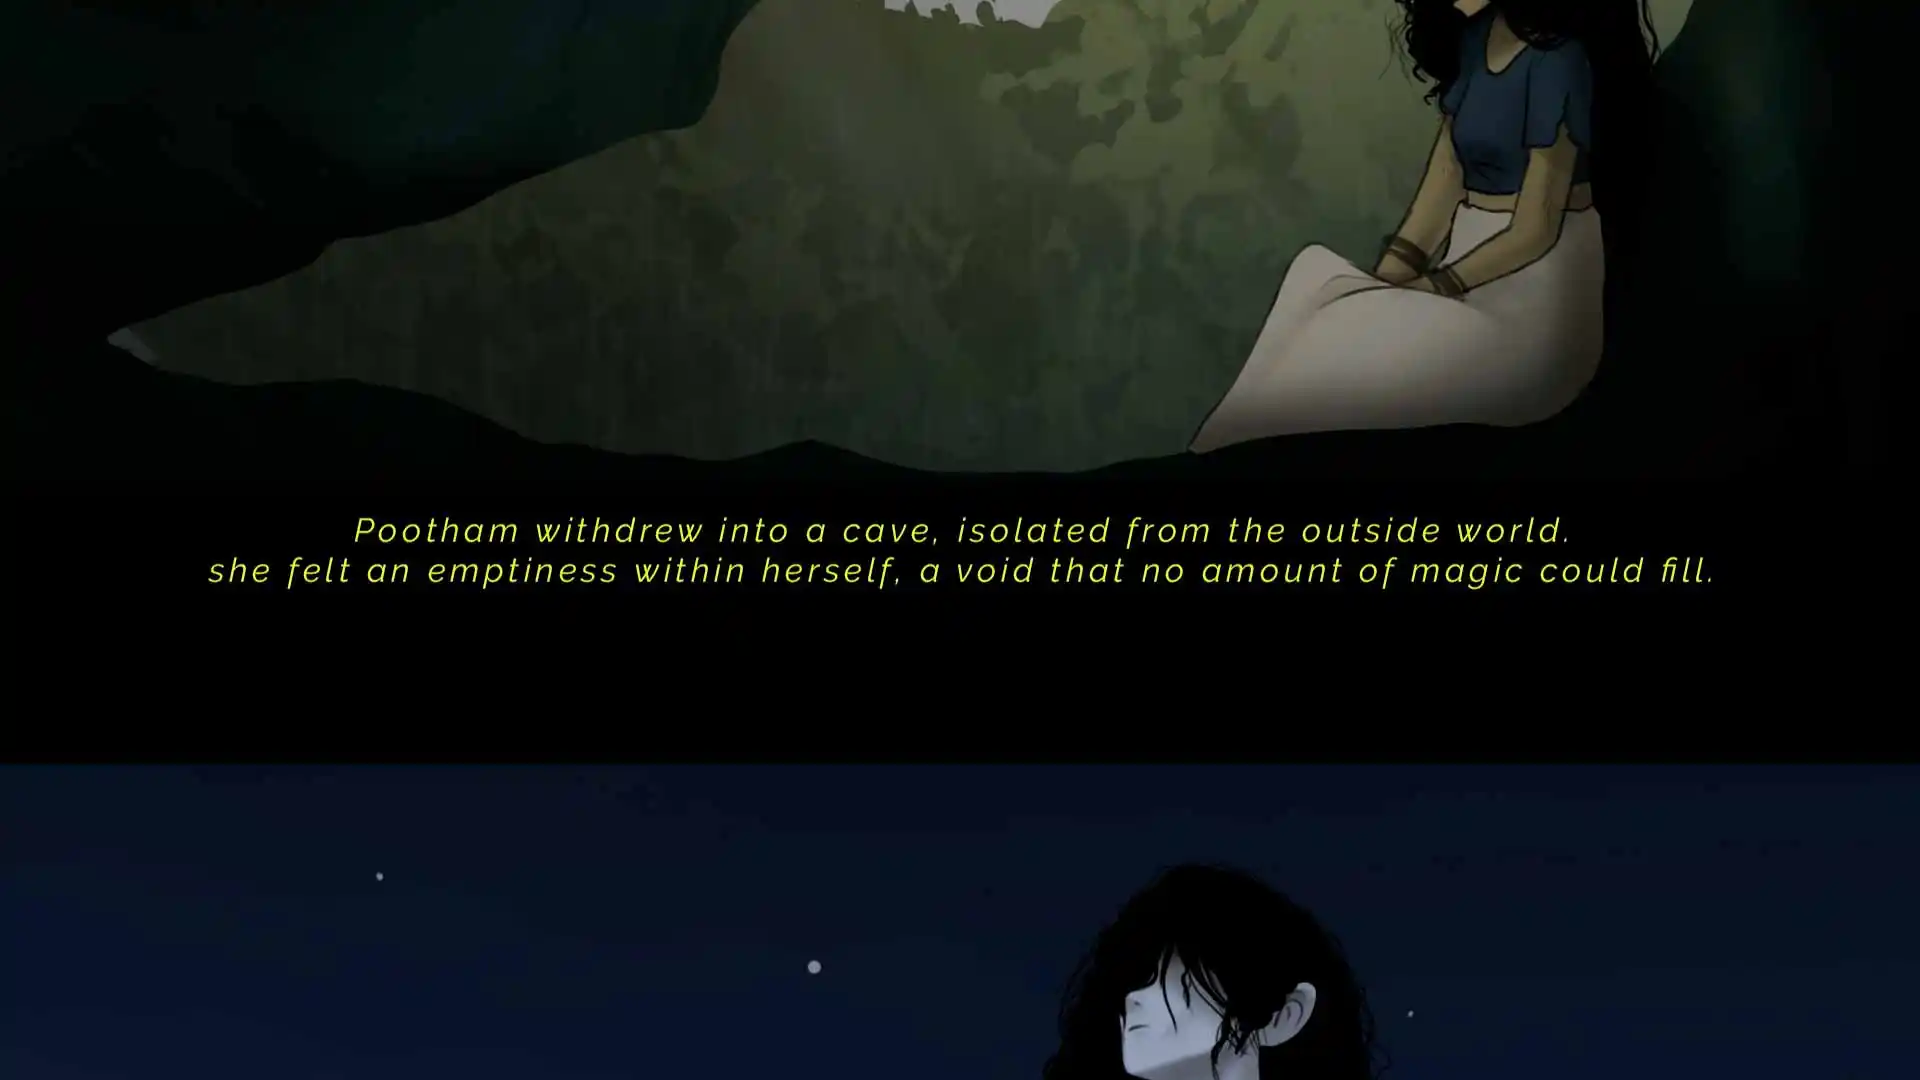 Pootham withdrew into a cave, isolated from the outside world.
she felt an emptiness within herself, a void that no amount of magic could fill.